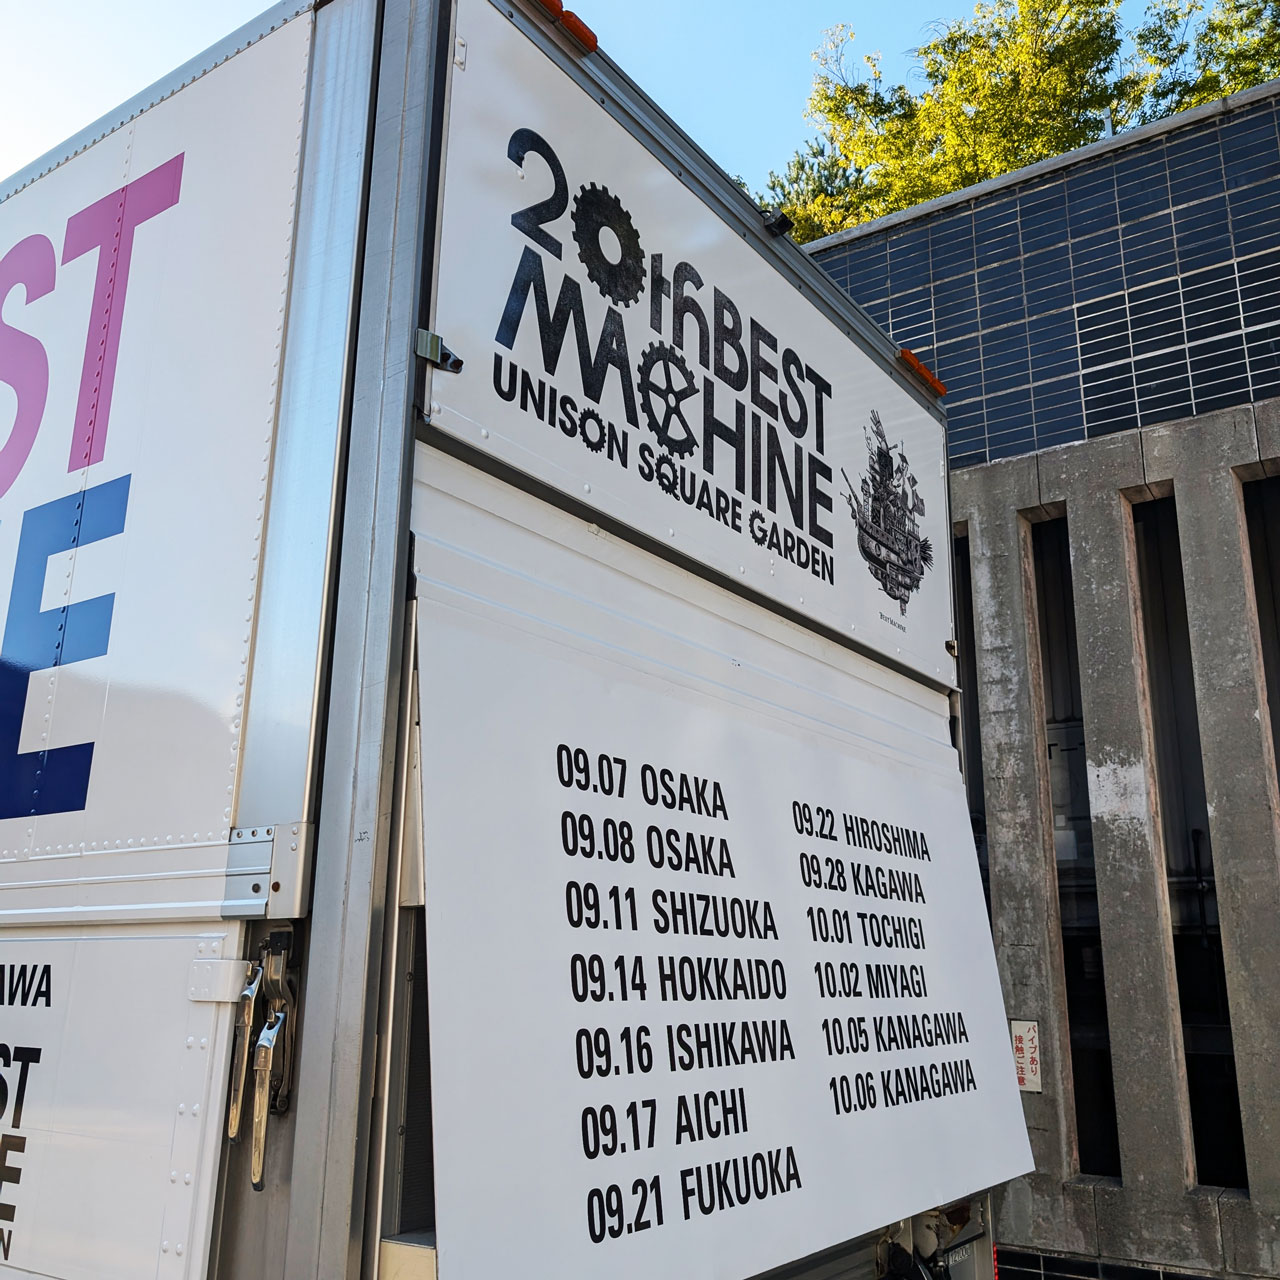 ST
E
AWA
ST
E
E
N
20th BEST
MACHINE
UNISON SQUARE GARDEN
BEST MACHINE
09.07 OSAKA
09.08 OSAKA
09.11 SHIZUOKA
09.14 HOKKAIDO
09.16 ISHIKAWA
09.17 AICHI
09.21 FUKUOKA
09.22 HIROSHIMA
09.28 KAGAWA
10.01 TOCHIGI
10.02 MIYAGI
10.05 KANAGAWA
10.06 KANAGAWA
パイプあり
接触ご注意